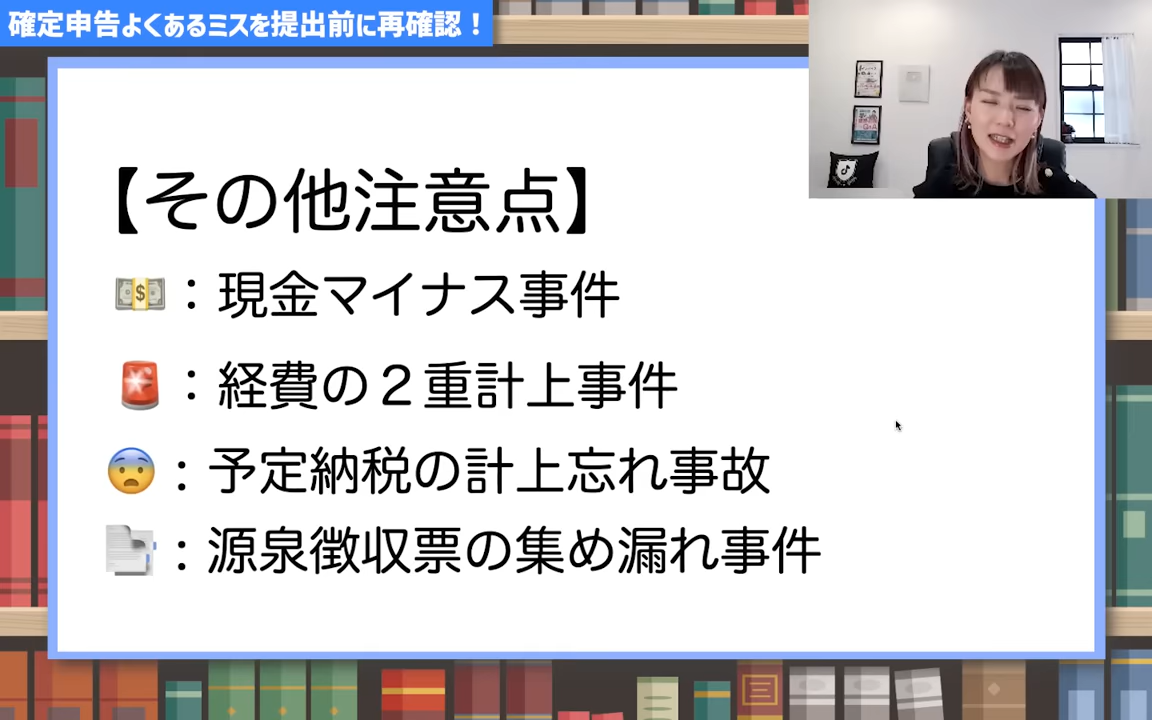 確定申告よくあるミスを提出前に再確認！
【その他注意点】
💵：現金マイナス事件
🚨：経費の２重計上事件
😨：予定納税の計上忘れ事故
📑：源泉徴収票の集め漏れ事件